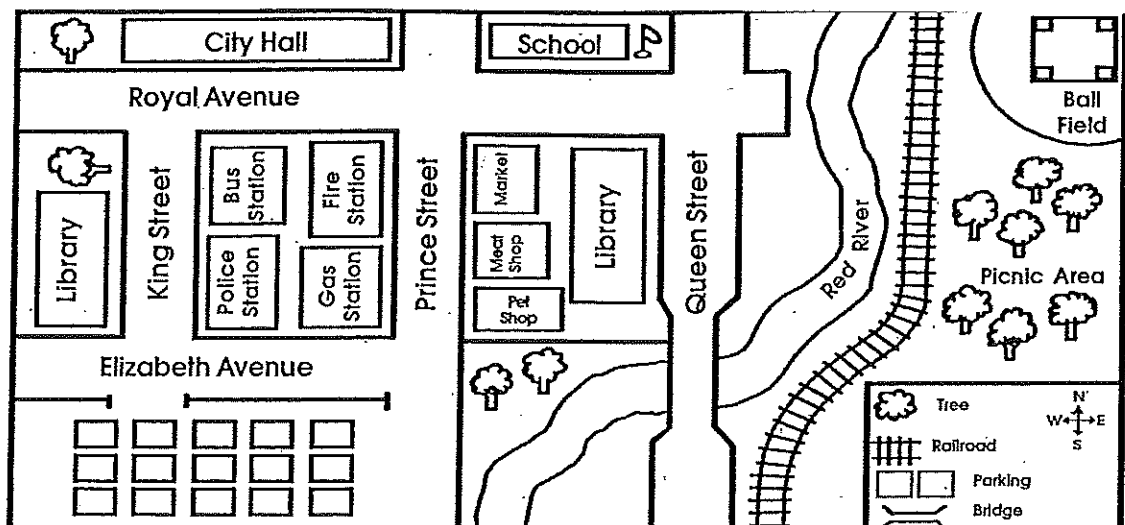 City Hall
School
Royal Avenue
Ball
Field
Library
King Street
Bus
Station
Fire
Station
Police
Station
Gas
Station
Prince Street
Market
Meat
Shop
Pet
Shop
Library
Queen Street
Red River
Picnic Area
Elizabeth Avenue
Tree
N
W E
S
Railroad
Parking
Bridge